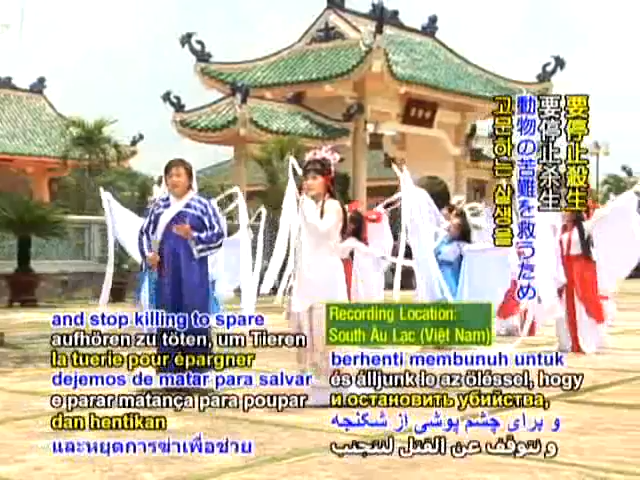 要停止殺生
要停止杀生
動物の苦難を救うため
고문하는 살생을
Recording Location:
South Âu Lạc (Việt Nam)
and stop killing to spare
aufhören zu töten, um Tieren
la tuerie pour épargner
dejemos de matar para salvar
e parar matança para poupar
dan hentikan
และหยุดการฆ่าเพื่อช่วย
berhenti membunuh untuk
és álljunk le az öléssel, hogy
и остановить убийства,
و برای چشم پوشی از شکنجه
و نتوقف عن القتل لنتجنب